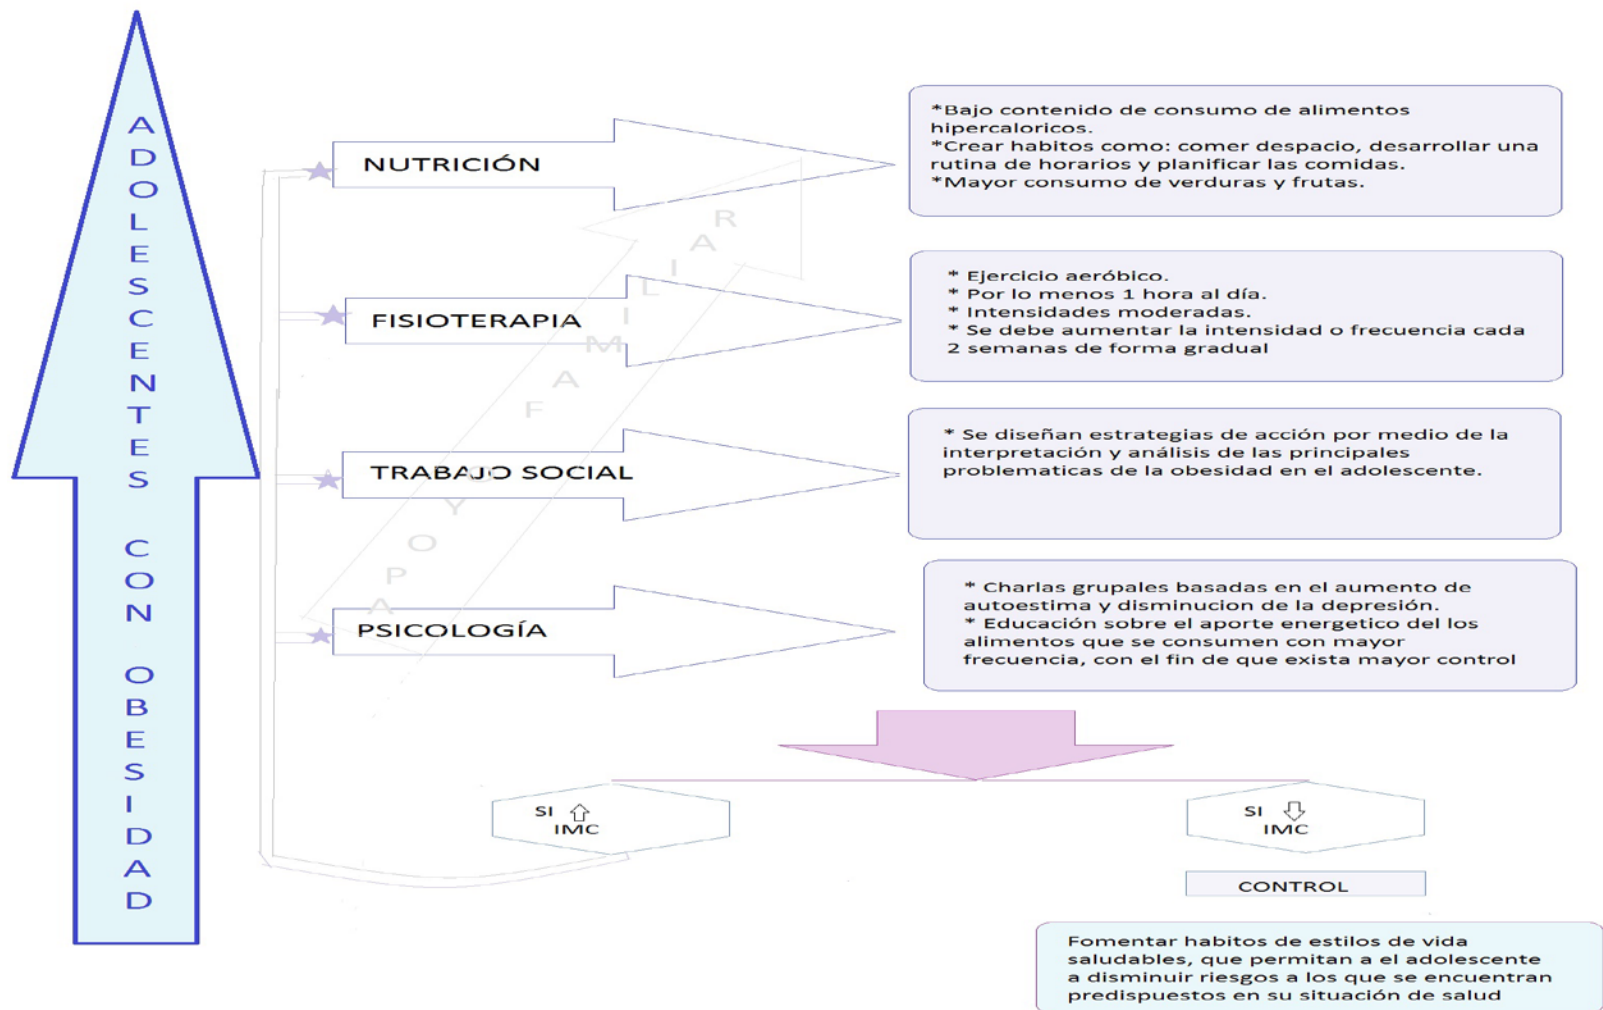 ADOLESCENTES CON OBESIDAD
NUTRICIÓN
*Bajo contenido de consumo de alimentos
hipercaloricos.
*Crear habitos como: comer despacio, desarrollar una
rutina de horarios y planificar las comidas.
*Mayor consumo de verduras y frutas.
FISIOTERAPIA
* Ejercicio aeróbico.
* Por lo menos 1 hora al día.
* Intensidades moderadas.
* Se debe aumentar la intensidad o frecuencia cada
2 semanas de forma gradual
TRABAJO SOCIAL
* Se diseñan estrategias de acción por medio de la
interpretación y análisis de las principales
problematicas de la obesidad en el adolescente.
PSICOLOGÍA
* Charlas grupales basadas en el aumento de
autoestima y disminucion de la depresión.
* Educación sobre el aporte energetico del los
alimentos que se consumen con mayor
frecuencia, con el fin de que exista mayor control
APOYO FAMILIAR
SI
IMC
SI
IMC
CONTROL
Fomentar habitos de estilos de vida
saludables, que permitan a el adolescente
a disminuir riesgos a los que se encuentran
predispuestos en su situación de salud